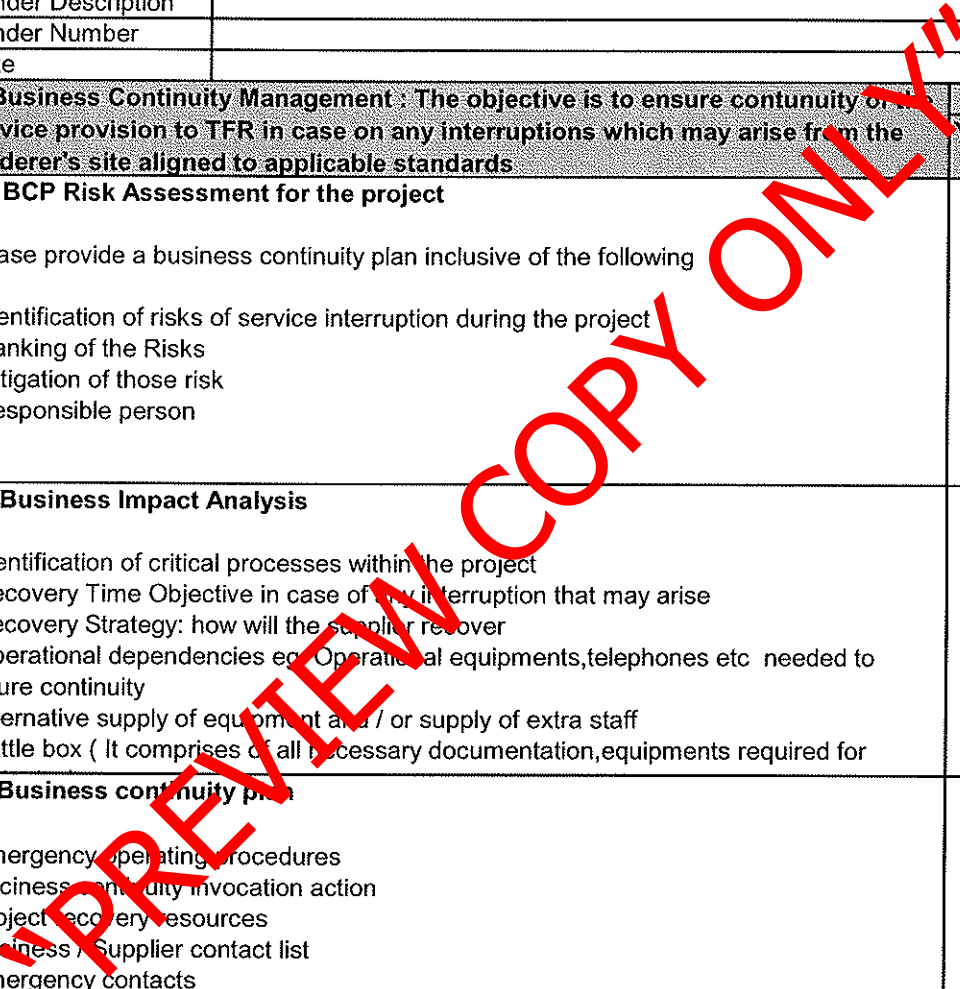 nder Description
nder Number
e
Business Continuity Management : The objective is to ensure contunuity of the
vice provision to TFR in case on any interruptions which may arise from the
derer's site aligned to applicable standards
BCP Risk Assessment for the project
ase provide a business continuity plan inclusive of the following
entification of risks of service interruption during the project
anking of the Risks
tigation of those risk
esponsible person
Business Impact Analysis
entification of critical processes within the project
ecovery Time Objective in case of any interruption that may arise
ecovery Strategy: how will the supplier recover
perational dependencies eg. Operational equipments,telephones etc needed to
ure continuity
ernative supply of equipment and / or supply of extra staff
ttle box ( It comprises of all necessary documentation,equipments required for
Business continuity plan
nergency operating procedures
ciness continuity invocation action
oject recovery resources
siness / Supplier contact list
nergency contacts
"PREVIEW COPY ONLY"